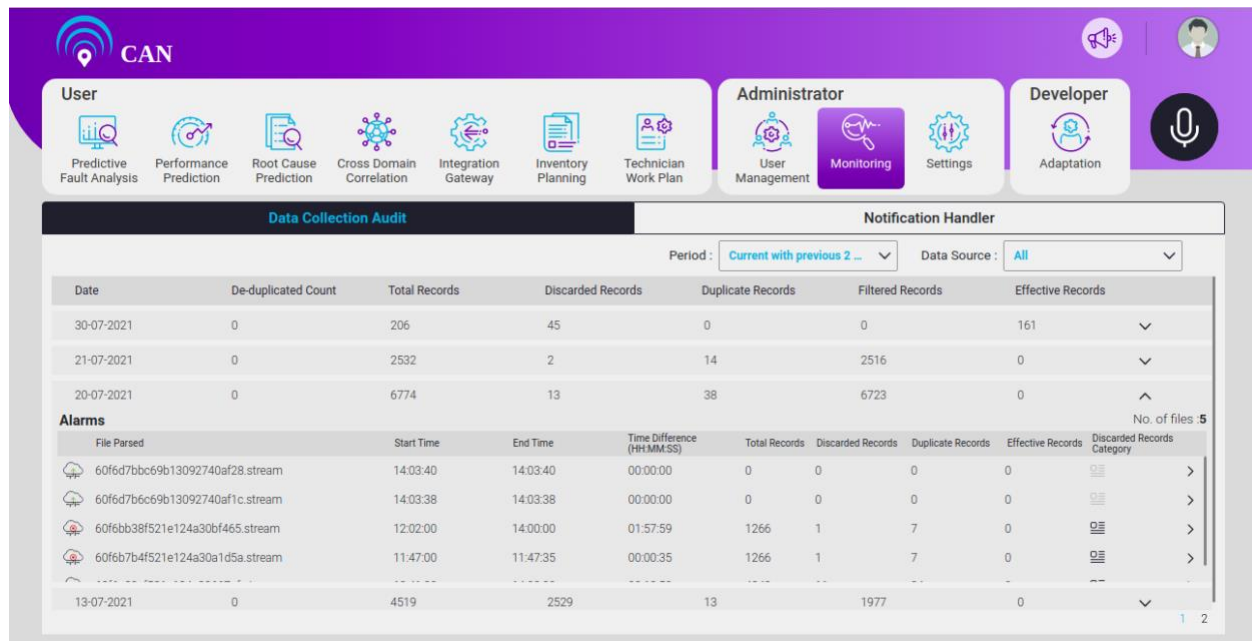 CAN
User
Administrator
Developer
Predictive Fault Analysis
Performance Prediction
Root Cause Prediction
Cross Domain Correlation
Integration Gateway
Inventory Planning
Technician Work Plan
User Management
Monitoring
Settings
Adaptation
Data Collection Audit
Notification Handler
Period : Current with previous 2 ... Data Source : All
Date De-duplicated Count Total Records Discarded Records Duplicate Records Filtered Records Effective Records
30-07-2021 0 206 45 0 0 161
21-07-2021 0 2532 2 14 2516 0
20-07-2021 0 6774 13 38 6723 0
Alarms No. of files :5
File Parsed Start Time End Time Time Difference (HH:MM:SS) Total Records Discarded Records Duplicate Records Effective Records Discarded Records Category
60f6d7bbc69b13092740af28.stream 14:03:40 14:03:40 00:00:00 0 0 0 0
60f6d7b6c69b13092740af1c.stream 14:03:38 14:03:38 00:00:00 0 0 0 0
60f6bb38f521e124a30bf465.stream 12:02:00 14:00:00 01:57:59 1266 1 7 0
60f6b7b4f521e124a30a1d5a.stream 11:47:00 11:47:35 00:00:35 1266 1 7 0
13-07-2021 0 4519 2529 13 1977 0
1 2